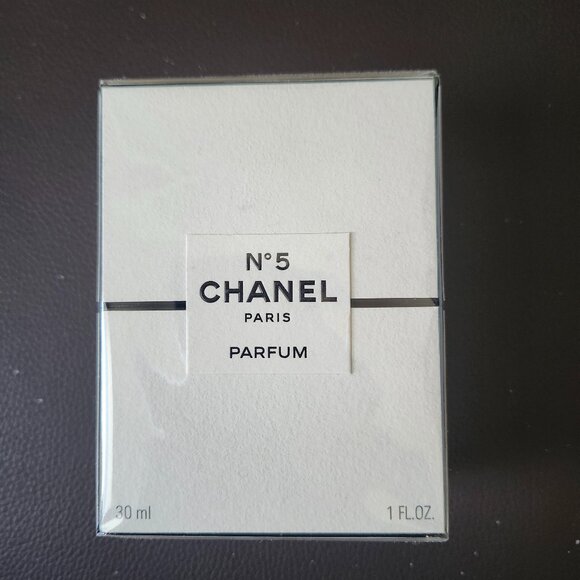 N°5
CHANEL
PARIS
PARFUM
30 ml
1 FL.OZ.